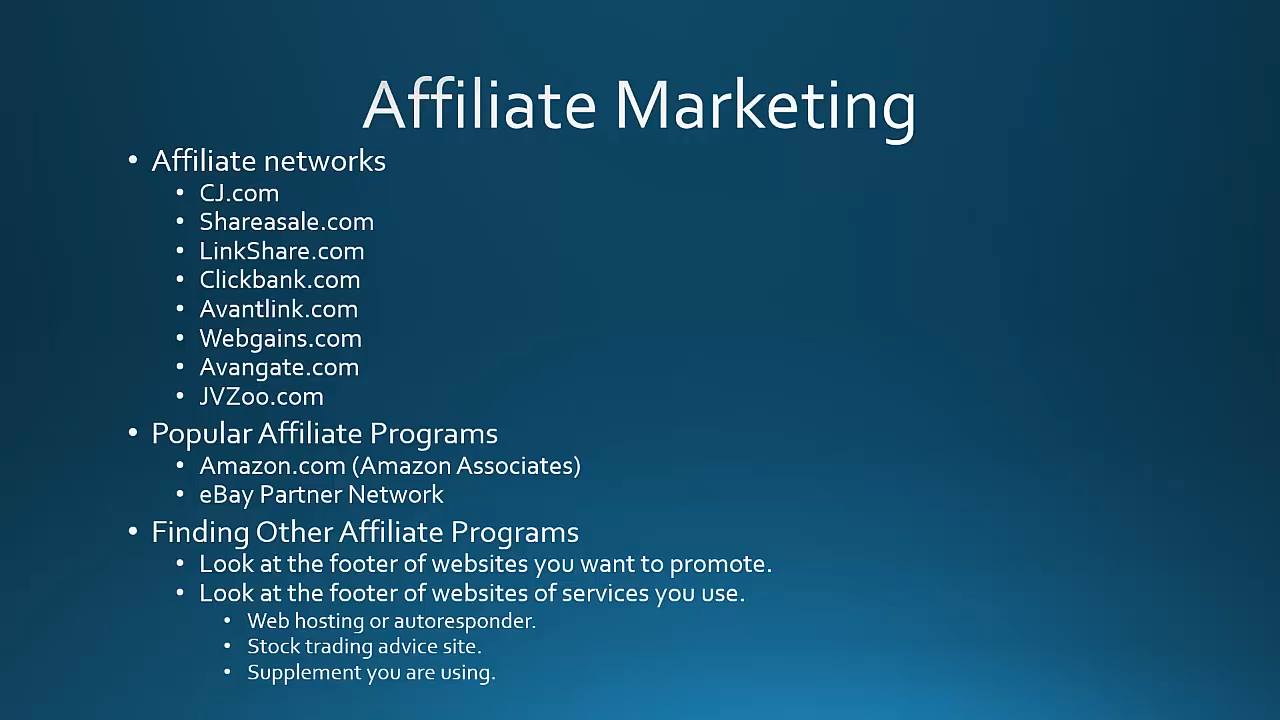 Affiliate Marketing
• Affiliate networks
• CJ.com
• Shareasale.com
• LinkShare.com
• Clickbank.com
• Avantlink.com
• Webgains.com
• Avangate.com
• JVZoo.com
• Popular Affiliate Programs
• Amazon.com (Amazon Associates)
• eBay Partner Network
• Finding Other Affiliate Programs
• Look at the footer of websites you want to promote.
• Look at the footer of websites of services you use.
• Web hosting or autoresponder.
• Stock trading advice site.
• Supplement you are using.